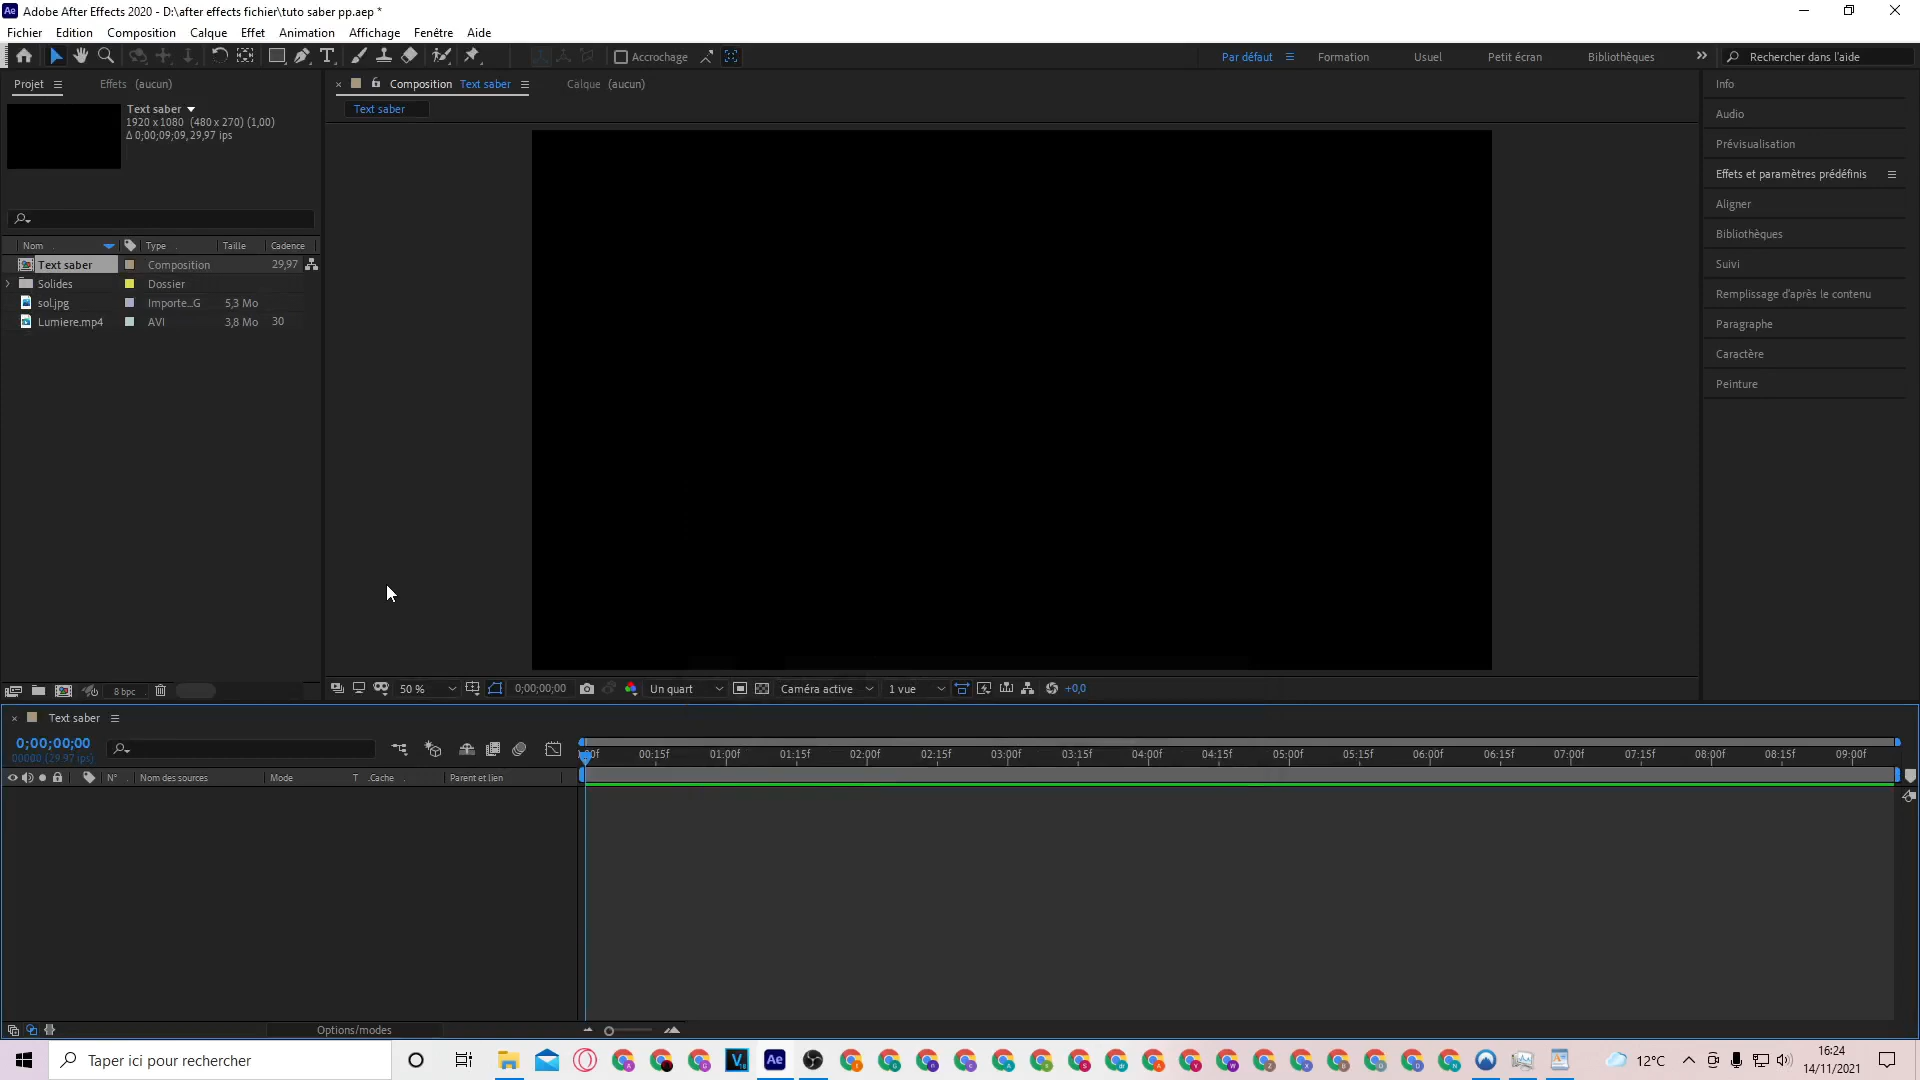 Adobe After Effects 2020 - D:\after effects fichier\tuto saber pp.aep *
Fichier Edition Composition Calque Effet Animation Affichage Fenêtre Aide
Accrochage
Par défaut Formation Usuel Petit écran Bibliothèques Rechercher dans l'aide
Projet Effets (aucun)
Composition Text saber Calque (aucun)
Text saber
Text saber
1920 x 1080 (480 x 270) (1,00)
Δ 0;00;09;09, 29,97 ips
Nom Type Taille Cadence
Text saber Composition 29,97
Solides Dossier
sol.jpg Importe...G 5,3 Mo
Lumiere.mp4 AVI 3,8 Mo 30
Info
Audio
Prévisualisation
Effets et paramètres prédéfinis
Aligner
Bibliothèques
Suivi
Remplissage d'après le contenu
Paragraphe
Caractère
Peinture
8 bpc
50 % 0;00;00;00 Un quart Caméra active 1 vue +0,0
Text saber
0;00;00;00
00000 (29.97 ips)
00:15f 01:00f 01:15f 02:00f 02:15f 03:00f 03:15f 04:00f 04:15f 05:00f 05:15f 06:00f 06:15f 07:00f 07:15f 08:00f 08:15f 09:00f
N° Nom des sources Mode T .Cache Parent et lien
Options/modes
Taper ici pour rechercher
12°C
16:24
14/11/2021